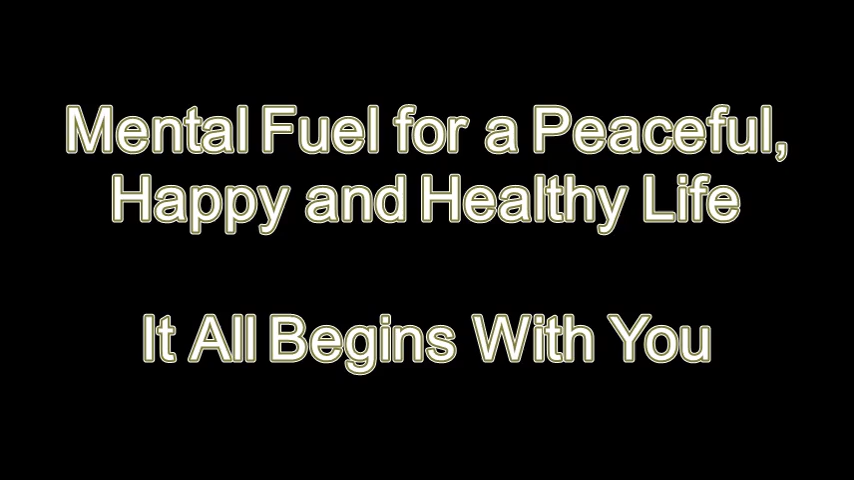 Mental Fuel for a Peaceful,
Happy and Healthy Life
It All Begins With You